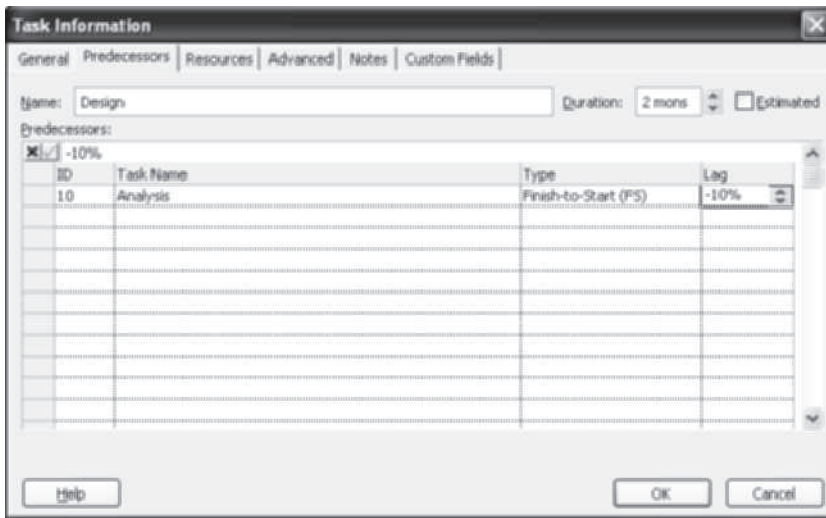 Task Information
General Predecessors Resources Advanced Notes Custom Fields
Name: Design Duration: 2 mons Estimated
Predecessors:
-10%
ID Task Name Type Lag
10 Analysis Finish-to-Start (FS) -10%
Help OK Cancel